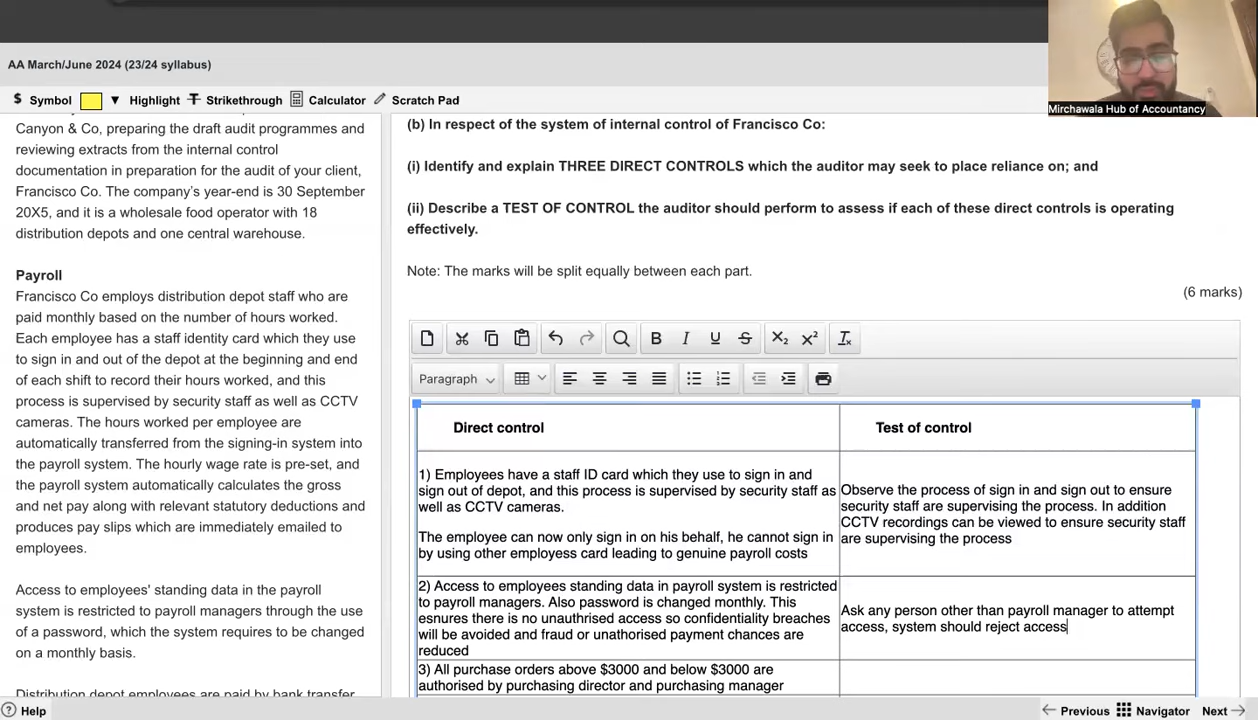 AA March/June 2024 (23/24 syllabus)
Mirchawala Hub of Accountancy
$ Symbol ▼ Highlight Strikethrough Calculator Scratch Pad
Canyon & Co, preparing the draft audit programmes and
reviewing extracts from the internal control
documentation in preparation for the audit of your client,
Francisco Co. The company's year-end is 30 September
20X5, and it is a wholesale food operator with 18
distribution depots and one central warehouse.
Payroll
Francisco Co employs distribution depot staff who are
paid monthly based on the number of hours worked.
Each employee has a staff identity card which they use
to sign in and out of the depot at the beginning and end
of each shift to record their hours worked, and this
process is supervised by security staff as well as CCTV
cameras. The hours worked per employee are
automatically transferred from the signing-in system into
the payroll system. The hourly wage rate is pre-set, and
the payroll system automatically calculates the gross
and net pay along with relevant statutory deductions and
produces pay slips which are immediately emailed to
employees.
Access to employees' standing data in the payroll
system is restricted to payroll managers through the use
of a password, which the system requires to be changed
on a monthly basis.
Distribution depot employees are paid by bank transfer
(b) In respect of the system of internal control of Francisco Co:
(i) Identify and explain THREE DIRECT CONTROLS which the auditor may seek to place reliance on; and
(ii) Describe a TEST OF CONTROL the auditor should perform to assess if each of these direct controls is operating
effectively.
Note: The marks will be split equally between each part.
(6 marks)
B I U S X₂ X² Tx
Paragraph
Direct control
Test of control
1) Employees have a staff ID card which they use to sign in and
sign out of depot, and this process is supervised by security staff as
well as CCTV cameras.
The employee can now only sign in on his behalf, he cannot sign in
by using other employess card leading to genuine payroll costs
Observe the process of sign in and sign out to ensure
security staff are supervising the process. In addition
CCTV recordings can be viewed to ensure security staff
are supervising the process
2) Access to employees standing data in payroll system is restricted
to payroll managers. Also password is changed monthly. This
esnures there is no unauthrised access so confidentiality breaches
will be avoided and fraud or unathorised payment chances are
reduced
Ask any person other than payroll manager to attempt
access, system should reject access
3) All purchase orders above $3000 and below $3000 are
authorised by purchasing director and purchasing manager
Help
Previous Navigator Next